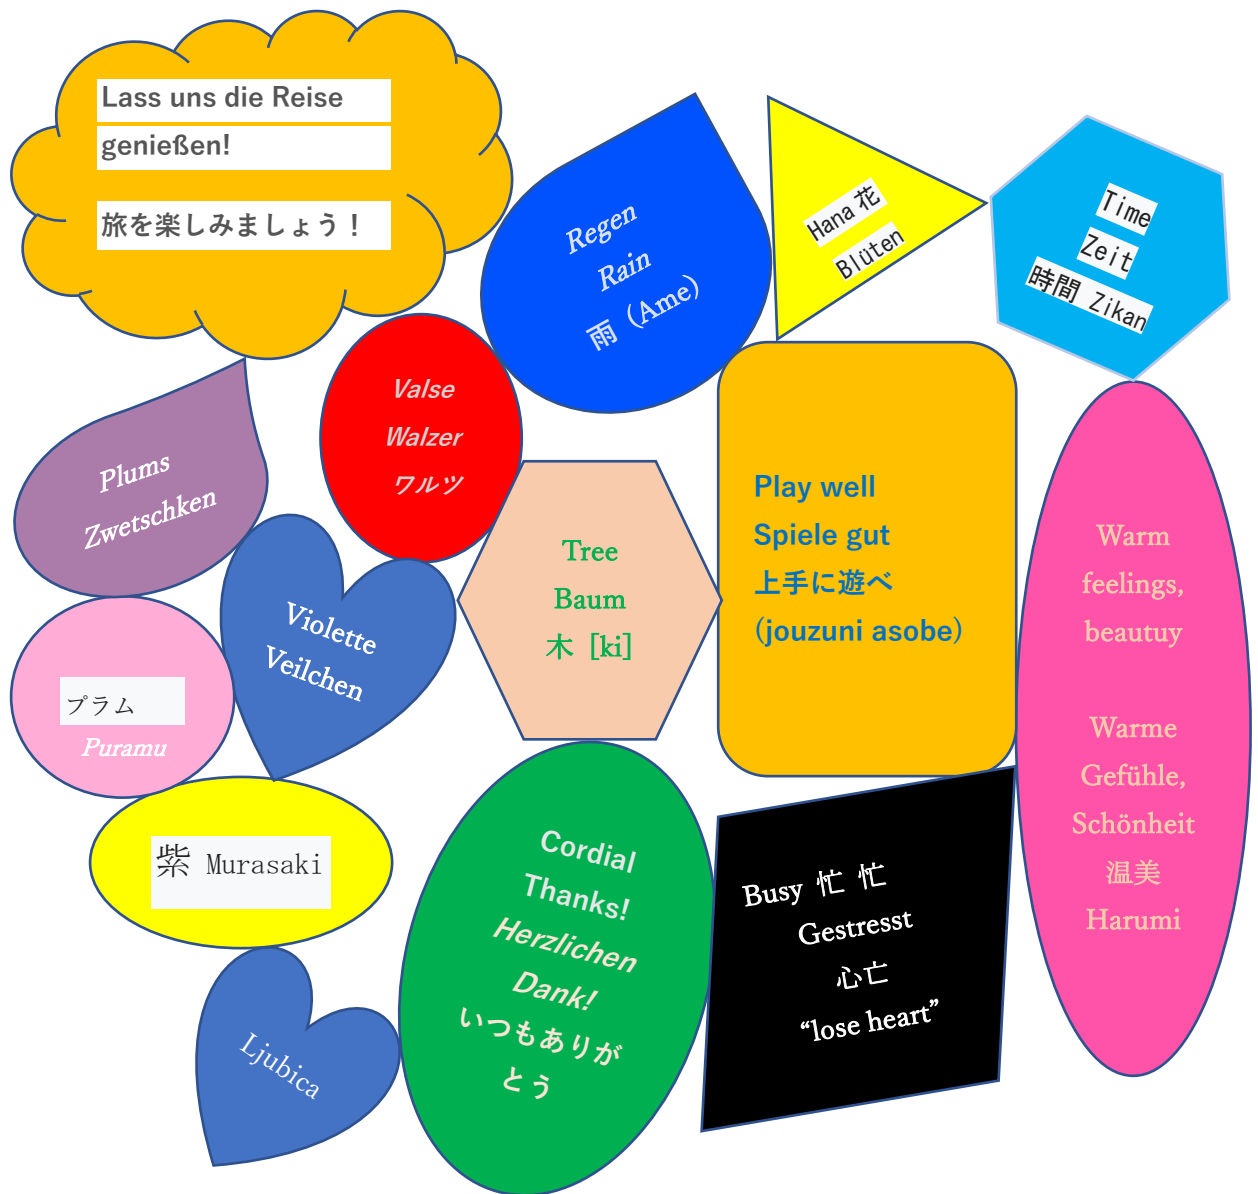 Lass uns die Reise
genießen!
旅を楽しみましょう！
Regen
Rain
雨（Ame）
Hana 花
Blüten
Time
Zeit
時間 Zikan
Valse
Walzer
ワルツ
Plums
Zwetschken
Violette
Veilchen
Tree
Baum
木［ki］
Play well
Spiele gut
上手に遊べ
(jouzuni asobe）
Warm
feelings,
beautuy
Warme
Gefühle,
Schönheit
温美
Harumi
プラム
Puramu
紫 Murasaki
Cordial
Thanks!
Herzlichen
Dank!
いつもありが
とう
Busy 忙 忙
Gestresst
心亡
“lose heart”
Ljubica